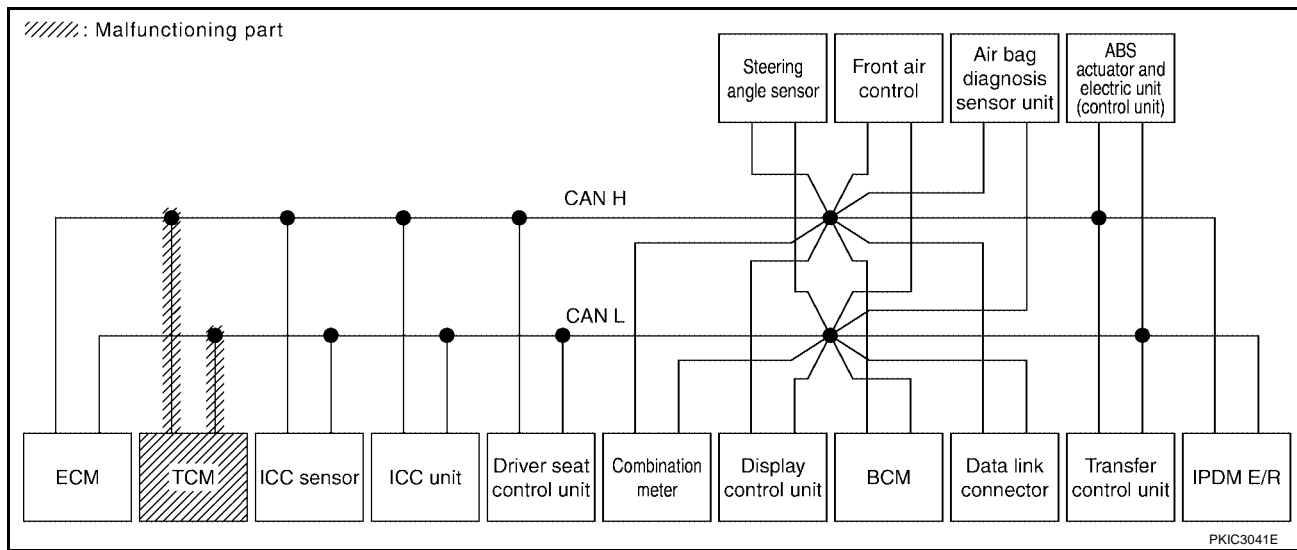 : Malfunctioning part
Steering
angle sensor
Front air
control
Air bag
diagnosis
sensor unit
ABS
actuator and
electric unit
(control unit)
CAN H
CAN L
ECM
TCM
ICC sensor
ICC unit
Driver seat
control unit
Combination
meter
Display
control unit
BCM
Data link
connector
Transfer
control unit
IPDM E/R
PKIC3041E